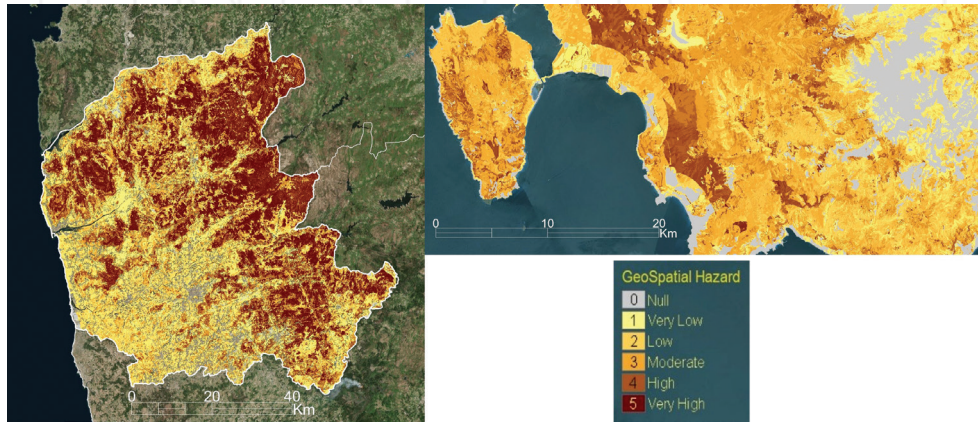 0 20 40
Km
0 10 20
Km
GeoSpatial Hazard
0 Null
1 Very Low
2 Low
3 Moderate
4 High
5 Very High